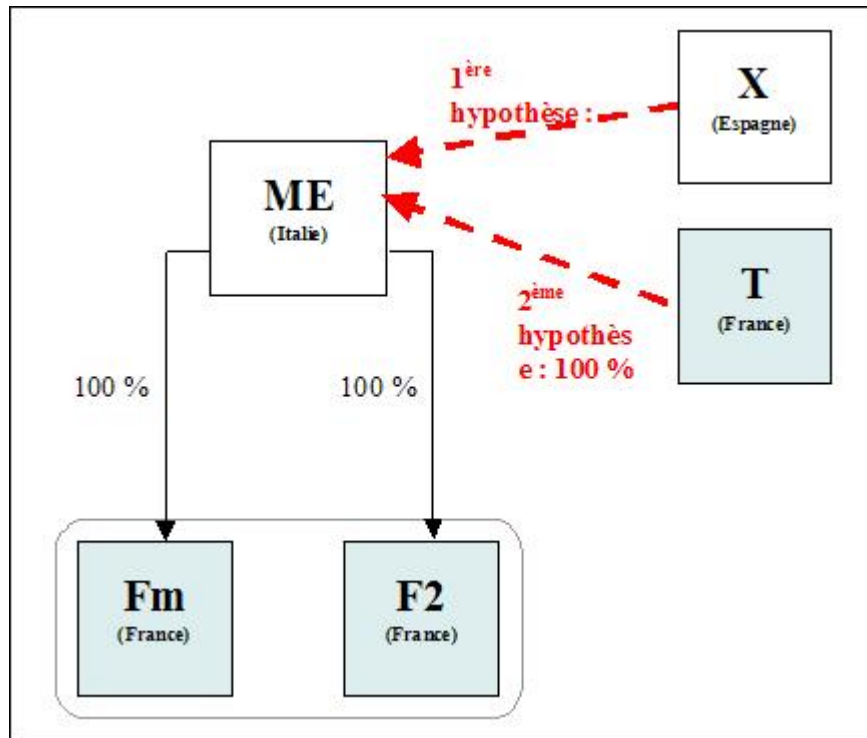 X
(Espagne)
1ère
hypothèse :
ME
(Italie)
T
(France)
2ème
hypothès
e : 100 %
100 %
100 %
Fm
(France)
F2
(France)